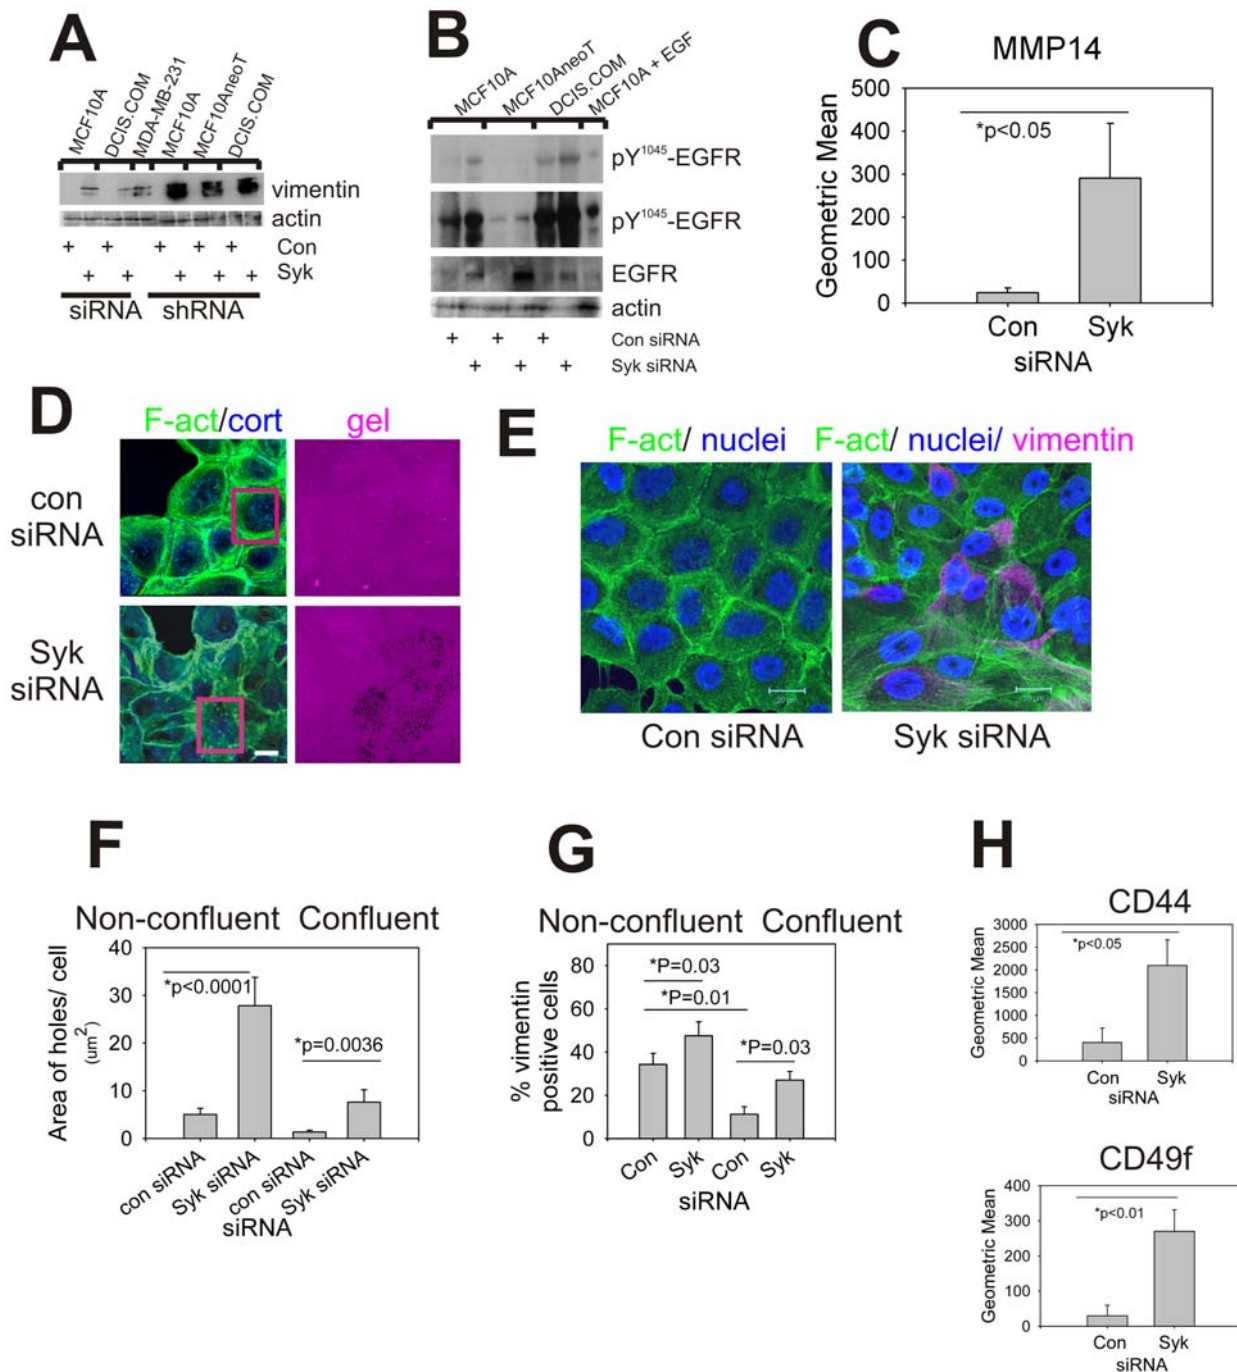 A
MCF10A
DCIS.COM
MDA-MB-231
MCF10A
MCF10AneoT
DCIS.COM
vimentin
actin
+ + + + + Con
+ + + + + Syk
siRNA shRNA
B
MCF10A
MCF10AneoT
DCIS.COM
MCF10A + EGF
pY1045-EGFR
pY1045-EGFR
EGFR
actin
+ + + Con siRNA
+ + + Syk siRNA
C
MMP14
Geometric Mean
500
400
300
200
100
0
*p<0.05
Con Syk
siRNA
D
F-act/cort gel
con
siRNA
Syk
siRNA
E
F-act/ nuclei F-act/ nuclei/ vimentin
Con siRNA Syk siRNA
F
Non-confluent Confluent
Area of holes/ cell
(um2)
40
30
20
10
0
*p<0.0001
*p=0.0036
con siRNA
Syk siRNA
con siRNA
Syk siRNA
siRNA
G
Non-confluent Confluent
% vimentin
positive cells
80
60
40
20
0
*P=0.03
*P=0.01
*P=0.03
Con Syk Con Syk
siRNA
H
CD44
Geometric Mean
3000
2500
2000
1500
1000
500
0
*p<0.05
Con Syk
siRNA
CD49f
Geometric Mean
400
300
200
100
0
*p<0.01
Con Syk
siRNA